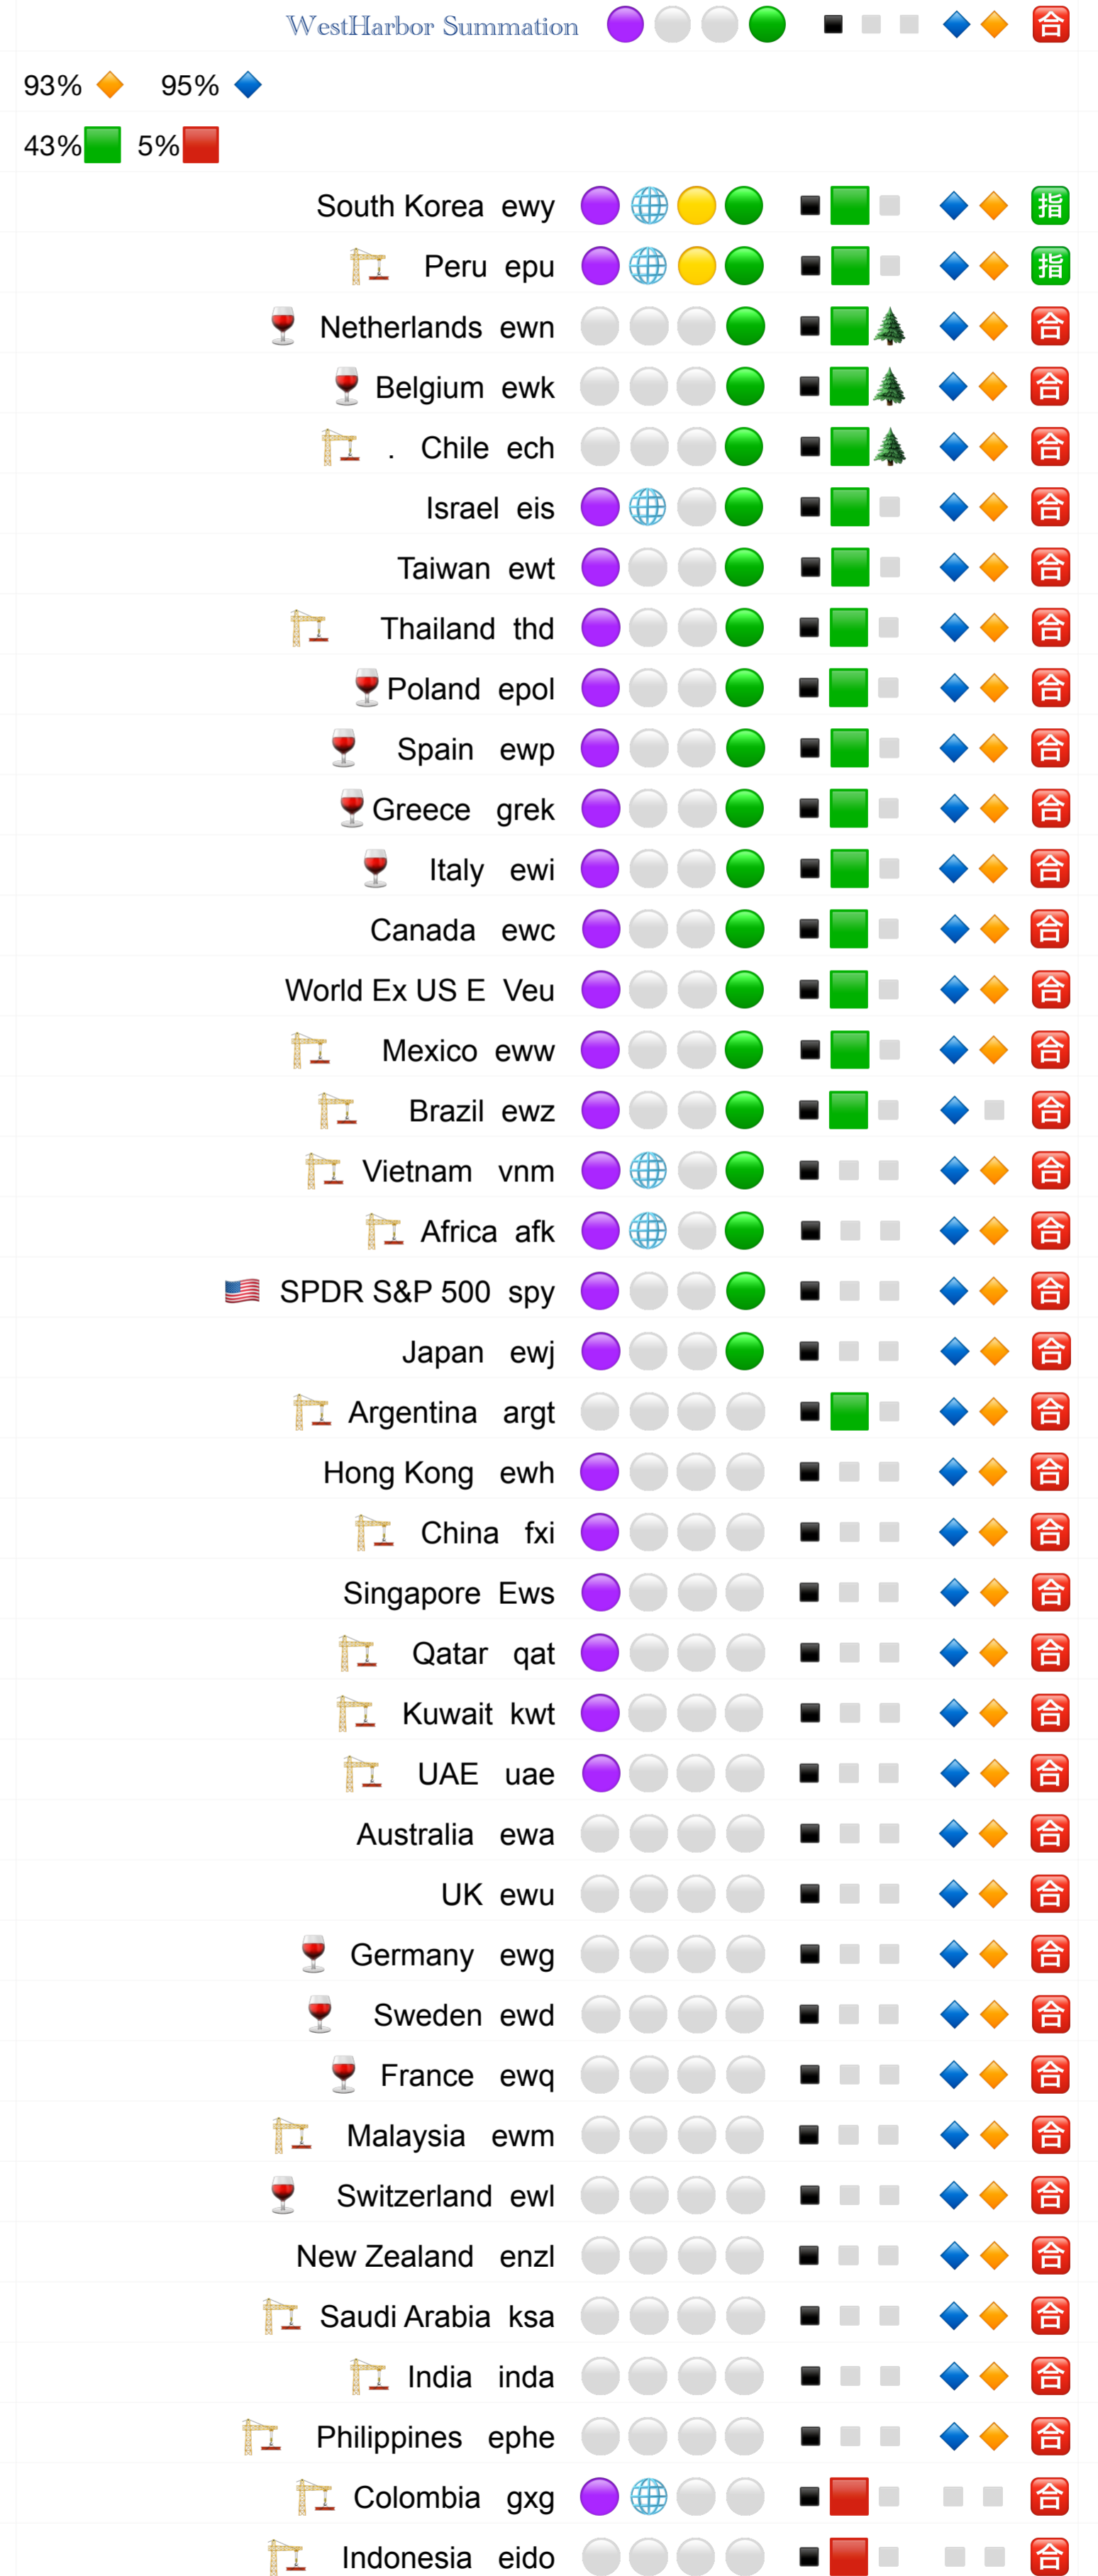 WestHarbor Summation 🟣⚪⚪🟢 ◾◽◽ 🔹🔸 🈴
93% 🔸 95% 🔹
43%🟩 5%🟥
South Korea ewy 🟣🌐🟡🟢 ◾🟩◽ 🔹🔸 🈯
🏗 Peru epu 🟣🌐🟡🟢 ◾🟩◽ 🔹🔸 🈯
🍷 Netherlands ewn ⚪⚪⚪🟢 ◾🟩🌲 🔹🔸 🈴
🍷 Belgium ewk ⚪⚪⚪🟢 ◾🟩🌲 🔹🔸 🈴
🏗 . Chile ech ⚪⚪⚪🟢 ◾🟩🌲 🔹🔸 🈴
Israel eis 🟣🌐⚪🟢 ◾🟩◽ 🔹🔸 🈴
Taiwan ewt 🟣⚪⚪🟢 ◾🟩◽ 🔹🔸 🈴
🏗 Thailand thd 🟣⚪⚪🟢 ◾🟩◽ 🔹🔸 🈴
🍷Poland epol 🟣⚪⚪🟢 ◾🟩◽ 🔹🔸 🈴
🍷 Spain ewp 🟣⚪⚪🟢 ◾🟩◽ 🔹🔸 🈴
🍷Greece grek 🟣⚪⚪🟢 ◾🟩◽ 🔹🔸 🈴
🍷 Italy ewi 🟣⚪⚪🟢 ◾🟩◽ 🔹🔸 🈴
Canada ewc 🟣⚪⚪🟢 ◾🟩◽ 🔹🔸 🈴
World Ex US E Veu 🟣⚪⚪🟢 ◾🟩◽ 🔹🔸 🈴
🏗 Mexico eww 🟣⚪⚪🟢 ◾🟩◽ 🔹🔸 🈴
🏗 Brazil ewz 🟣⚪⚪🟢 ◾🟩◽ 🔹◽ 🈴
🏗 Vietnam vnm 🟣🌐⚪🟢 ◾◽◽ 🔹🔸 🈴
🏗 Africa afk 🟣🌐⚪🟢 ◾◽◽ 🔹🔸 🈴
🇺🇸 SPDR S&P 500 spy 🟣⚪⚪🟢 ◾◽◽ 🔹🔸 🈴
Japan ewj 🟣⚪⚪🟢 ◾◽◽ 🔹🔸 🈴
🏗 Argentina argt ⚪⚪⚪⚪ ◾🟩◽ 🔹🔸 🈴
Hong Kong ewh 🟣⚪⚪⚪ ◾◽◽ 🔹🔸 🈴
🏗 China fxi 🟣⚪⚪⚪ ◾◽◽ 🔹🔸 🈴
Singapore Ews 🟣⚪⚪⚪ ◾◽◽ 🔹🔸 🈴
🏗 Qatar qat 🟣⚪⚪⚪ ◾◽◽ 🔹🔸 🈴
🏗 Kuwait kwt 🟣⚪⚪⚪ ◾◽◽ 🔹🔸 🈴
🏗 UAE uae 🟣⚪⚪⚪ ◾◽◽ 🔹🔸 🈴
Australia ewa ⚪⚪⚪⚪ ◾◽◽ 🔹🔸 🈴
UK ewu ⚪⚪⚪⚪ ◾◽◽ 🔹🔸 🈴
🍷 Germany ewg ⚪⚪⚪⚪ ◾◽◽ 🔹🔸 🈴
🍷 Sweden ewd ⚪⚪⚪⚪ ◾◽◽ 🔹🔸 🈴
🍷 France ewq ⚪⚪⚪⚪ ◾◽◽ 🔹🔸 🈴
🏗 Malaysia ewm ⚪⚪⚪⚪ ◾◽◽ 🔹🔸 🈴
🍷 Switzerland ewl ⚪⚪⚪⚪ ◾◽◽ 🔹🔸 🈴
New Zealand enzl ⚪⚪⚪⚪ ◾◽◽ 🔹🔸 🈴
🏗 Saudi Arabia ksa ⚪⚪⚪⚪ ◾◽◽ 🔹🔸 🈴
🏗 India inda ⚪⚪⚪⚪ ◾◽◽ 🔹🔸 🈴
🏗 Philippines ephe ⚪⚪⚪⚪ ◾◽◽ 🔹🔸 🈴
🏗 Colombia gxg 🟣🌐⚪⚪ ◾🟥◽ ◽◽ 🈴
🏗 Indonesia eido ⚪⚪⚪⚪ ◾🟥◽ ◽◽ 🈴